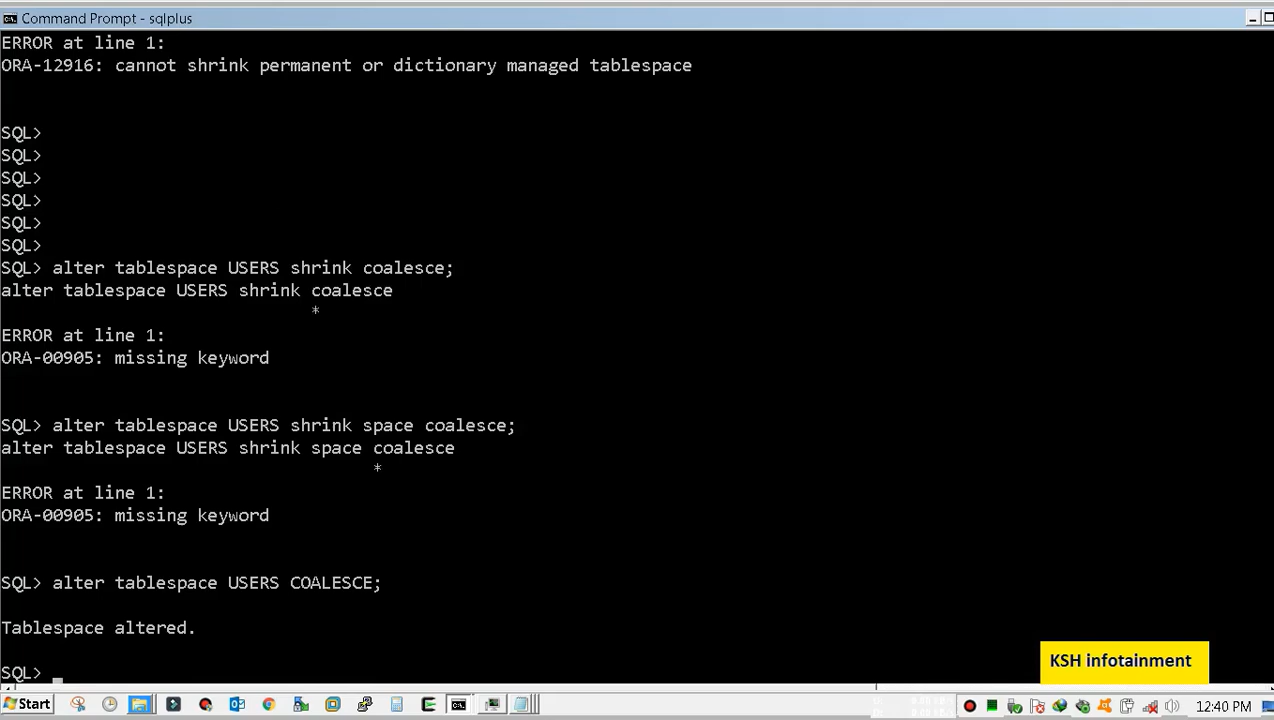 Command Prompt - sqlplus
ERROR at line 1:
ORA-12916: cannot shrink permanent or dictionary managed tablespace
SQL>
SQL>
SQL>
SQL>
SQL>
SQL>
SQL> alter tablespace USERS shrink coalesce;
alter tablespace USERS shrink coalesce
*
ERROR at line 1:
ORA-00905: missing keyword
SQL> alter tablespace USERS shrink space coalesce;
alter tablespace USERS shrink space coalesce
*
ERROR at line 1:
ORA-00905: missing keyword
SQL> alter tablespace USERS COALESCE;
Tablespace altered.
SQL>
KSH infotainment
Start
12:40 PM